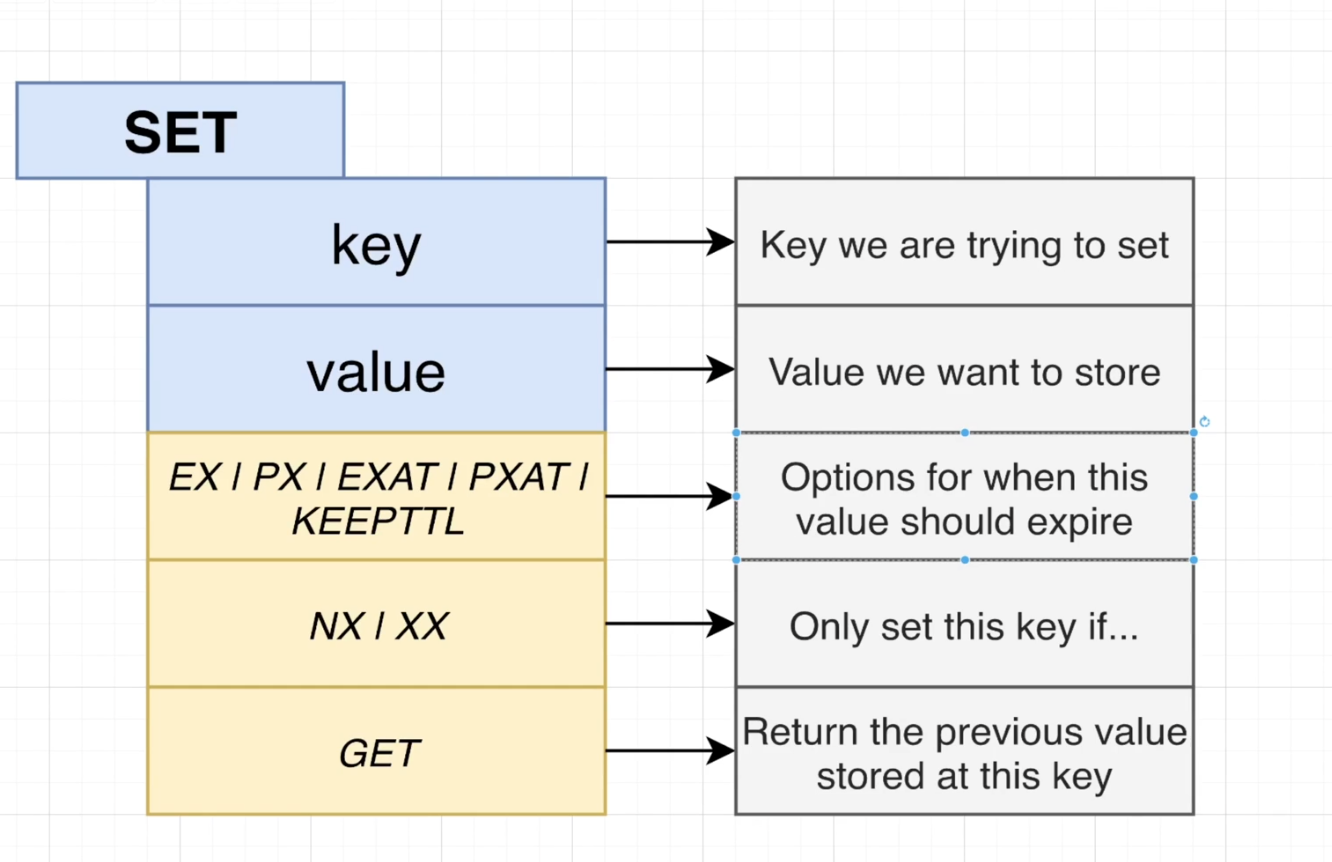 SET
key
Key we are trying to set
value
Value we want to store
EX | PX | EXAT | PXAT |
KEEPTTL
Options for when this
value should expire
NX | XX
Only set this key if...
GET
Return the previous value
stored at this key